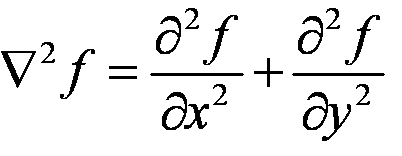 ∇²f = ∂²f/∂x² + ∂²f/∂y²